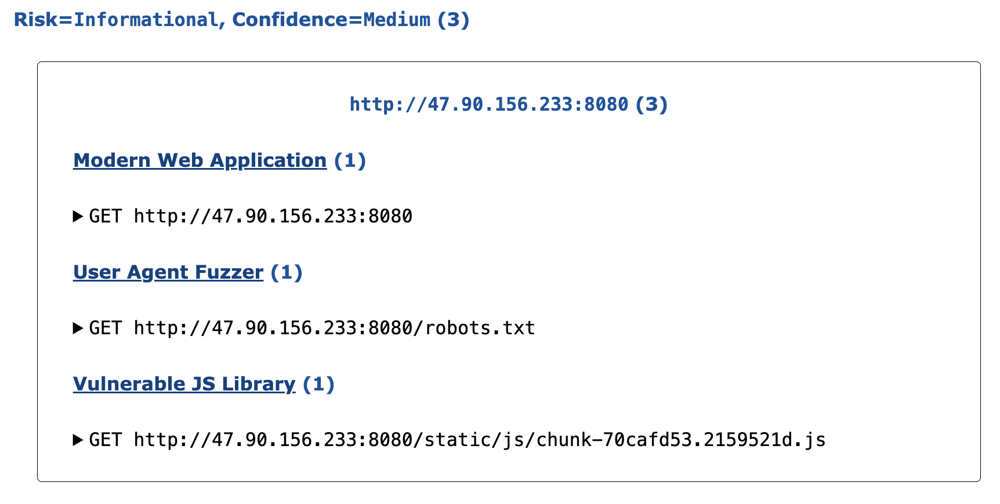 Risk=Informational, Confidence=Medium (3)
http://47.90.156.233:8080 (3)
Modern Web Application (1)
▶ GET http://47.90.156.233:8080
User Agent Fuzzer (1)
▶ GET http://47.90.156.233:8080/robots.txt
Vulnerable JS Library (1)
▶ GET http://47.90.156.233:8080/static/js/chunk-70cafd53.2159521d.js